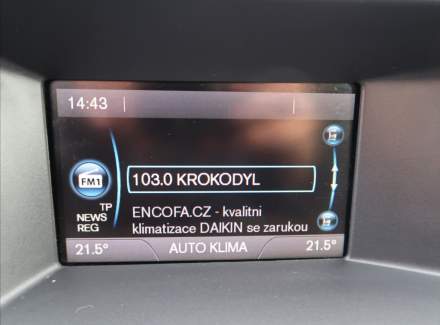 14:43
103.0 KROKODYL
FM1
TP
NEWS
REG
ENCOFA.CZ - kvalitni
klimatizace DAIKIN se zarukou
21.5° AUTO KLIMA 21.5°